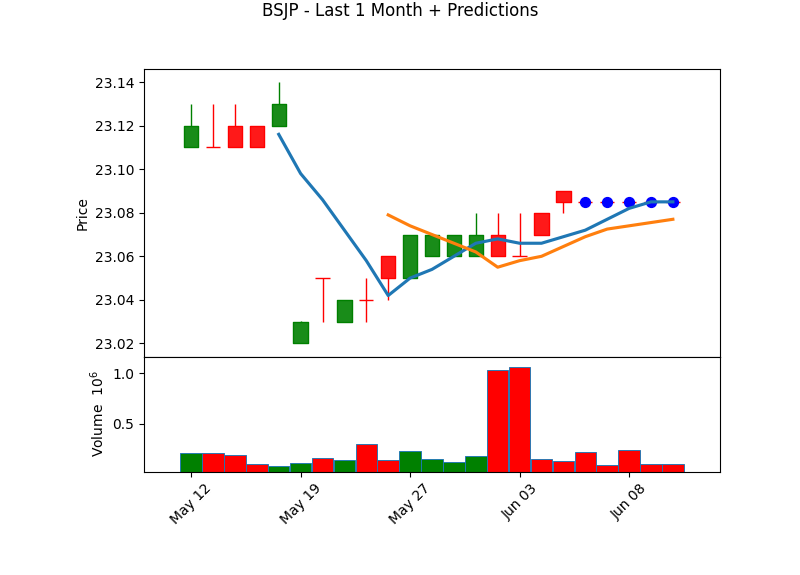 BSJP - Last 1 Month + Predictions
23.14
23.12
23.10
23.08
23.06
23.04
23.02
Price
1.0
0.5
Volume 10^6
May 12
May 19
May 27
Jun 03
Jun 08